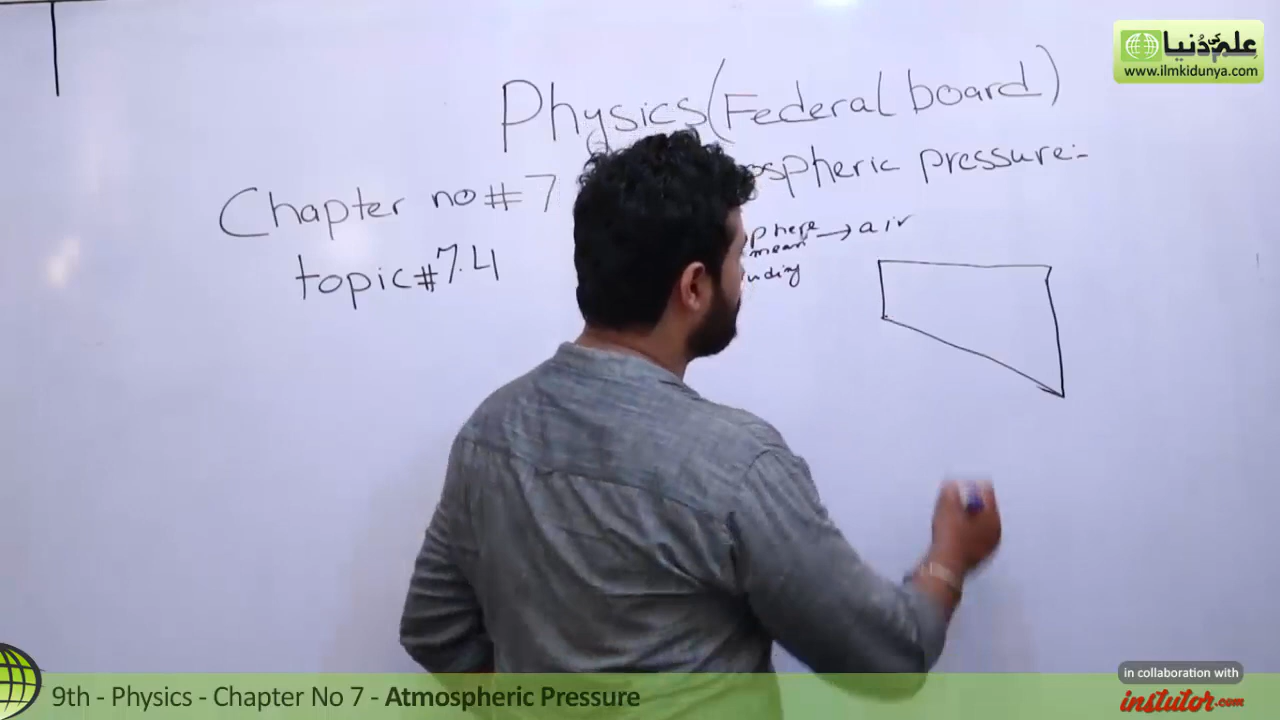 علم کی دُنیا
www.ilmkidunya.com
Physics (Federal board)
ospheric pressure:-
Chapter no # 7
topic # 7.4
phere → air
mean
nding
9th - Physics - Chapter No 7 - Atmospheric Pressure
in collaboration with
instutor.com